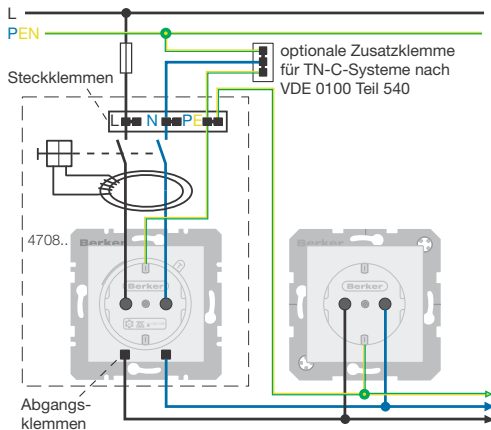 L
PEN
optionale Zusatzklemme
für TN-C-Systeme nach
VDE 0100 Teil 540
Steckklemmen
L N PE
4708..
Berker
Berker
T
Berker
Berker
Abgangs-
klemmen